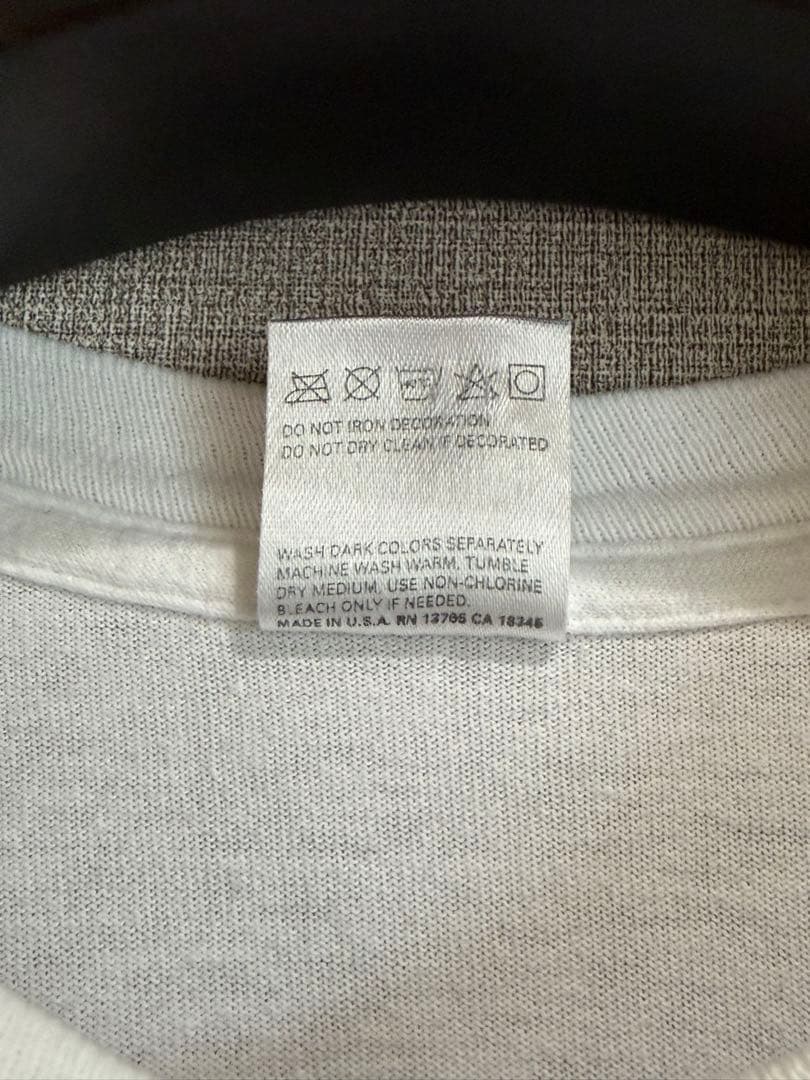 DO NOT IRON DECORATION
DO NOT DRY CLEAN IF DECORATED
WASH DARK COLORS SEPARATELY
MACHINE WASH WARM, TUMBLE
DRY MEDIUM, USE NON-CHLORINE
BLEACH ONLY IF NEEDED.
MADE IN U.S.A. RN 13765 CA 18346